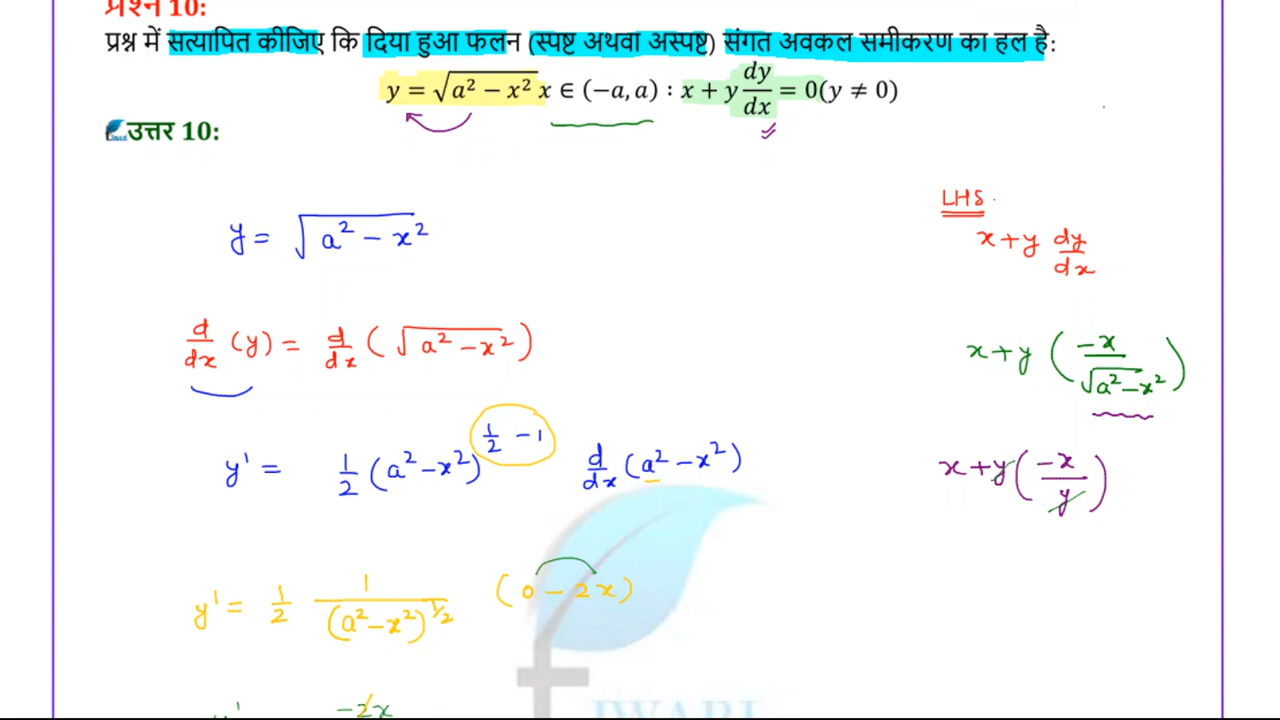 प्रश्न 10:
प्रश्न में सत्यापित कीजिए कि दिया हुआ फलन (स्पष्ट अथवा अस्पष्ट) संगत अवकल समीकरण का हल है:
y = √(a² − x²) x ∈ (−a, a) : x + y dy/dx = 0(y ≠ 0)
उत्तर 10:
y = √(a² − x²)
d/dx (y) = d/dx (√(a² − x²))
y' = 1/2 (a² − x²)^(1/2 − 1) d/dx (a² − x²)
y' = 1/2 1/(a² − x²)^(1/2) (0 − 2x)
−2x
LHS
x + y dy/dx
x + y (−x/√(a² − x²))
x + y (−x/y)
IWARI